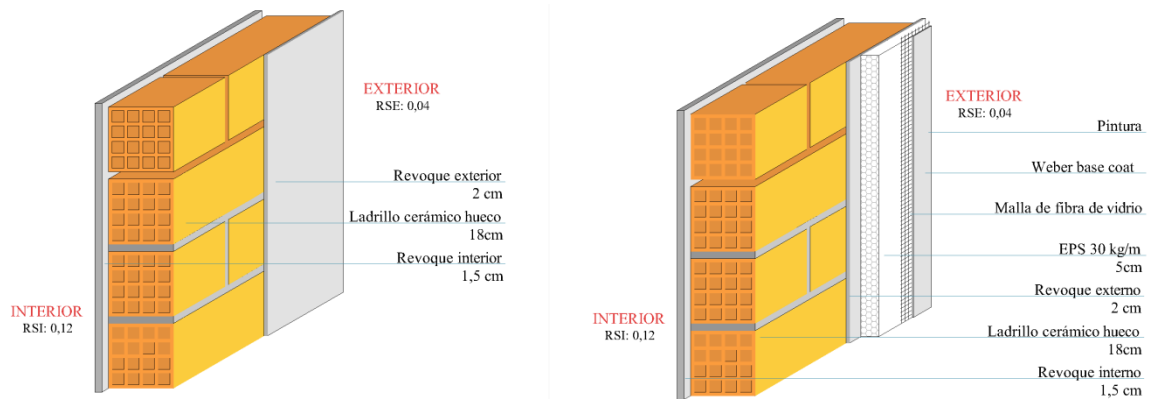 EXTERIOR
RSE: 0,04
Revoque exterior
2 cm
Ladrillo cerámico hueco
18cm
Revoque interior
1,5 cm
INTERIOR
RSI: 0,12
EXTERIOR
RSE: 0,04
Pintura
Weber base coat
Malla de fibra de vidrio
EPS 30 kg/m
5cm
Revoque externo
2 cm
INTERIOR
RSI: 0,12
Ladrillo cerámico hueco
18cm
Revoque interno
1,5 cm